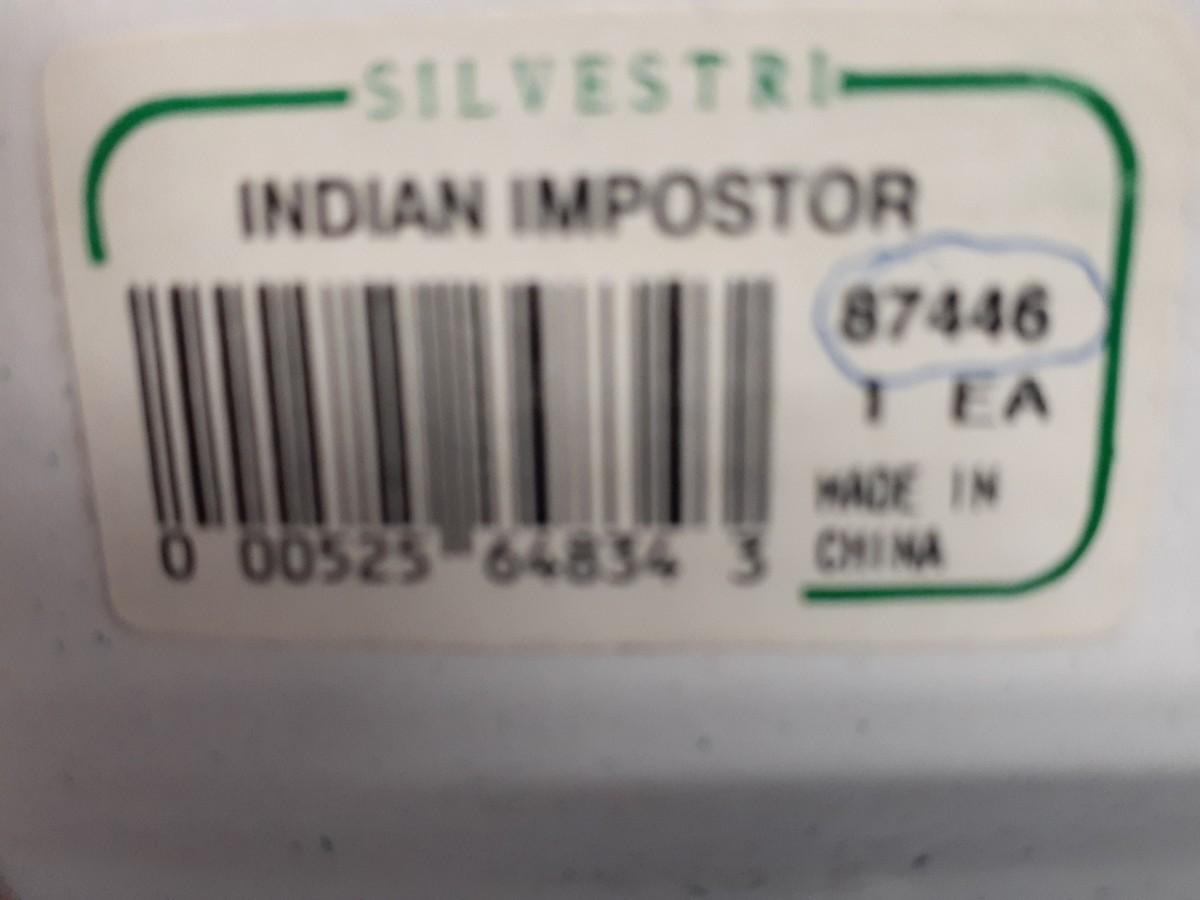 SILVESTRI
INDIAN IMPOSTOR
87446
1 EA
MADE IN
CHINA
0 00525 64834 3